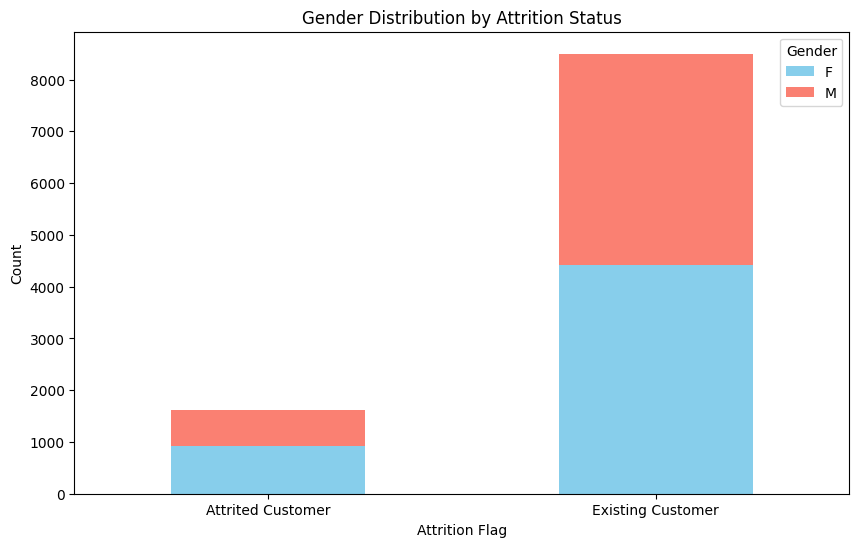 Gender Distribution by Attrition Status
Gender
F
M
8000
7000
6000
5000
4000
3000
2000
1000
0
Count
Attrited Customer
Existing Customer
Attrition Flag